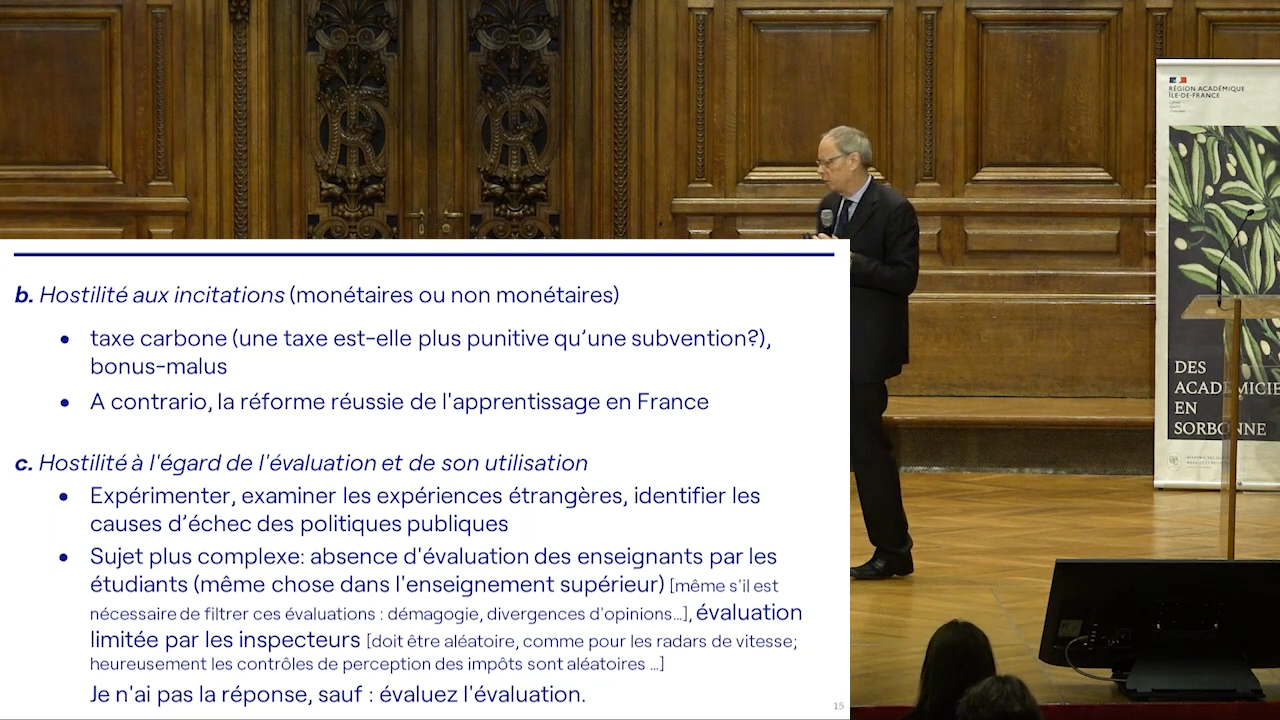 RÉGION ACADÉMIQUE
ÎLE-DE-FRANCE
DES
ACADÉMICIE
EN
SORBONNE
b. Hostilité aux incitations (monétaires ou non monétaires)
• taxe carbone (une taxe est-elle plus punitive qu’une subvention?),
bonus-malus
• A contrario, la réforme réussie de l'apprentissage en France
c. Hostilité à l'égard de l'évaluation et de son utilisation
• Expérimenter, examiner les expériences étrangères, identifier les
causes d’échec des politiques publiques
• Sujet plus complexe: absence d'évaluation des enseignants par les
étudiants (même chose dans l'enseignement supérieur) [même s'il est
nécessaire de filtrer ces évaluations : démagogie, divergences d'opinions…], évaluation
limitée par les inspecteurs [doit être aléatoire, comme pour les radars de vitesse;
heureusement les contrôles de perception des impôts sont aléatoires …]
Je n'ai pas la réponse, sauf : évaluez l'évaluation.
15